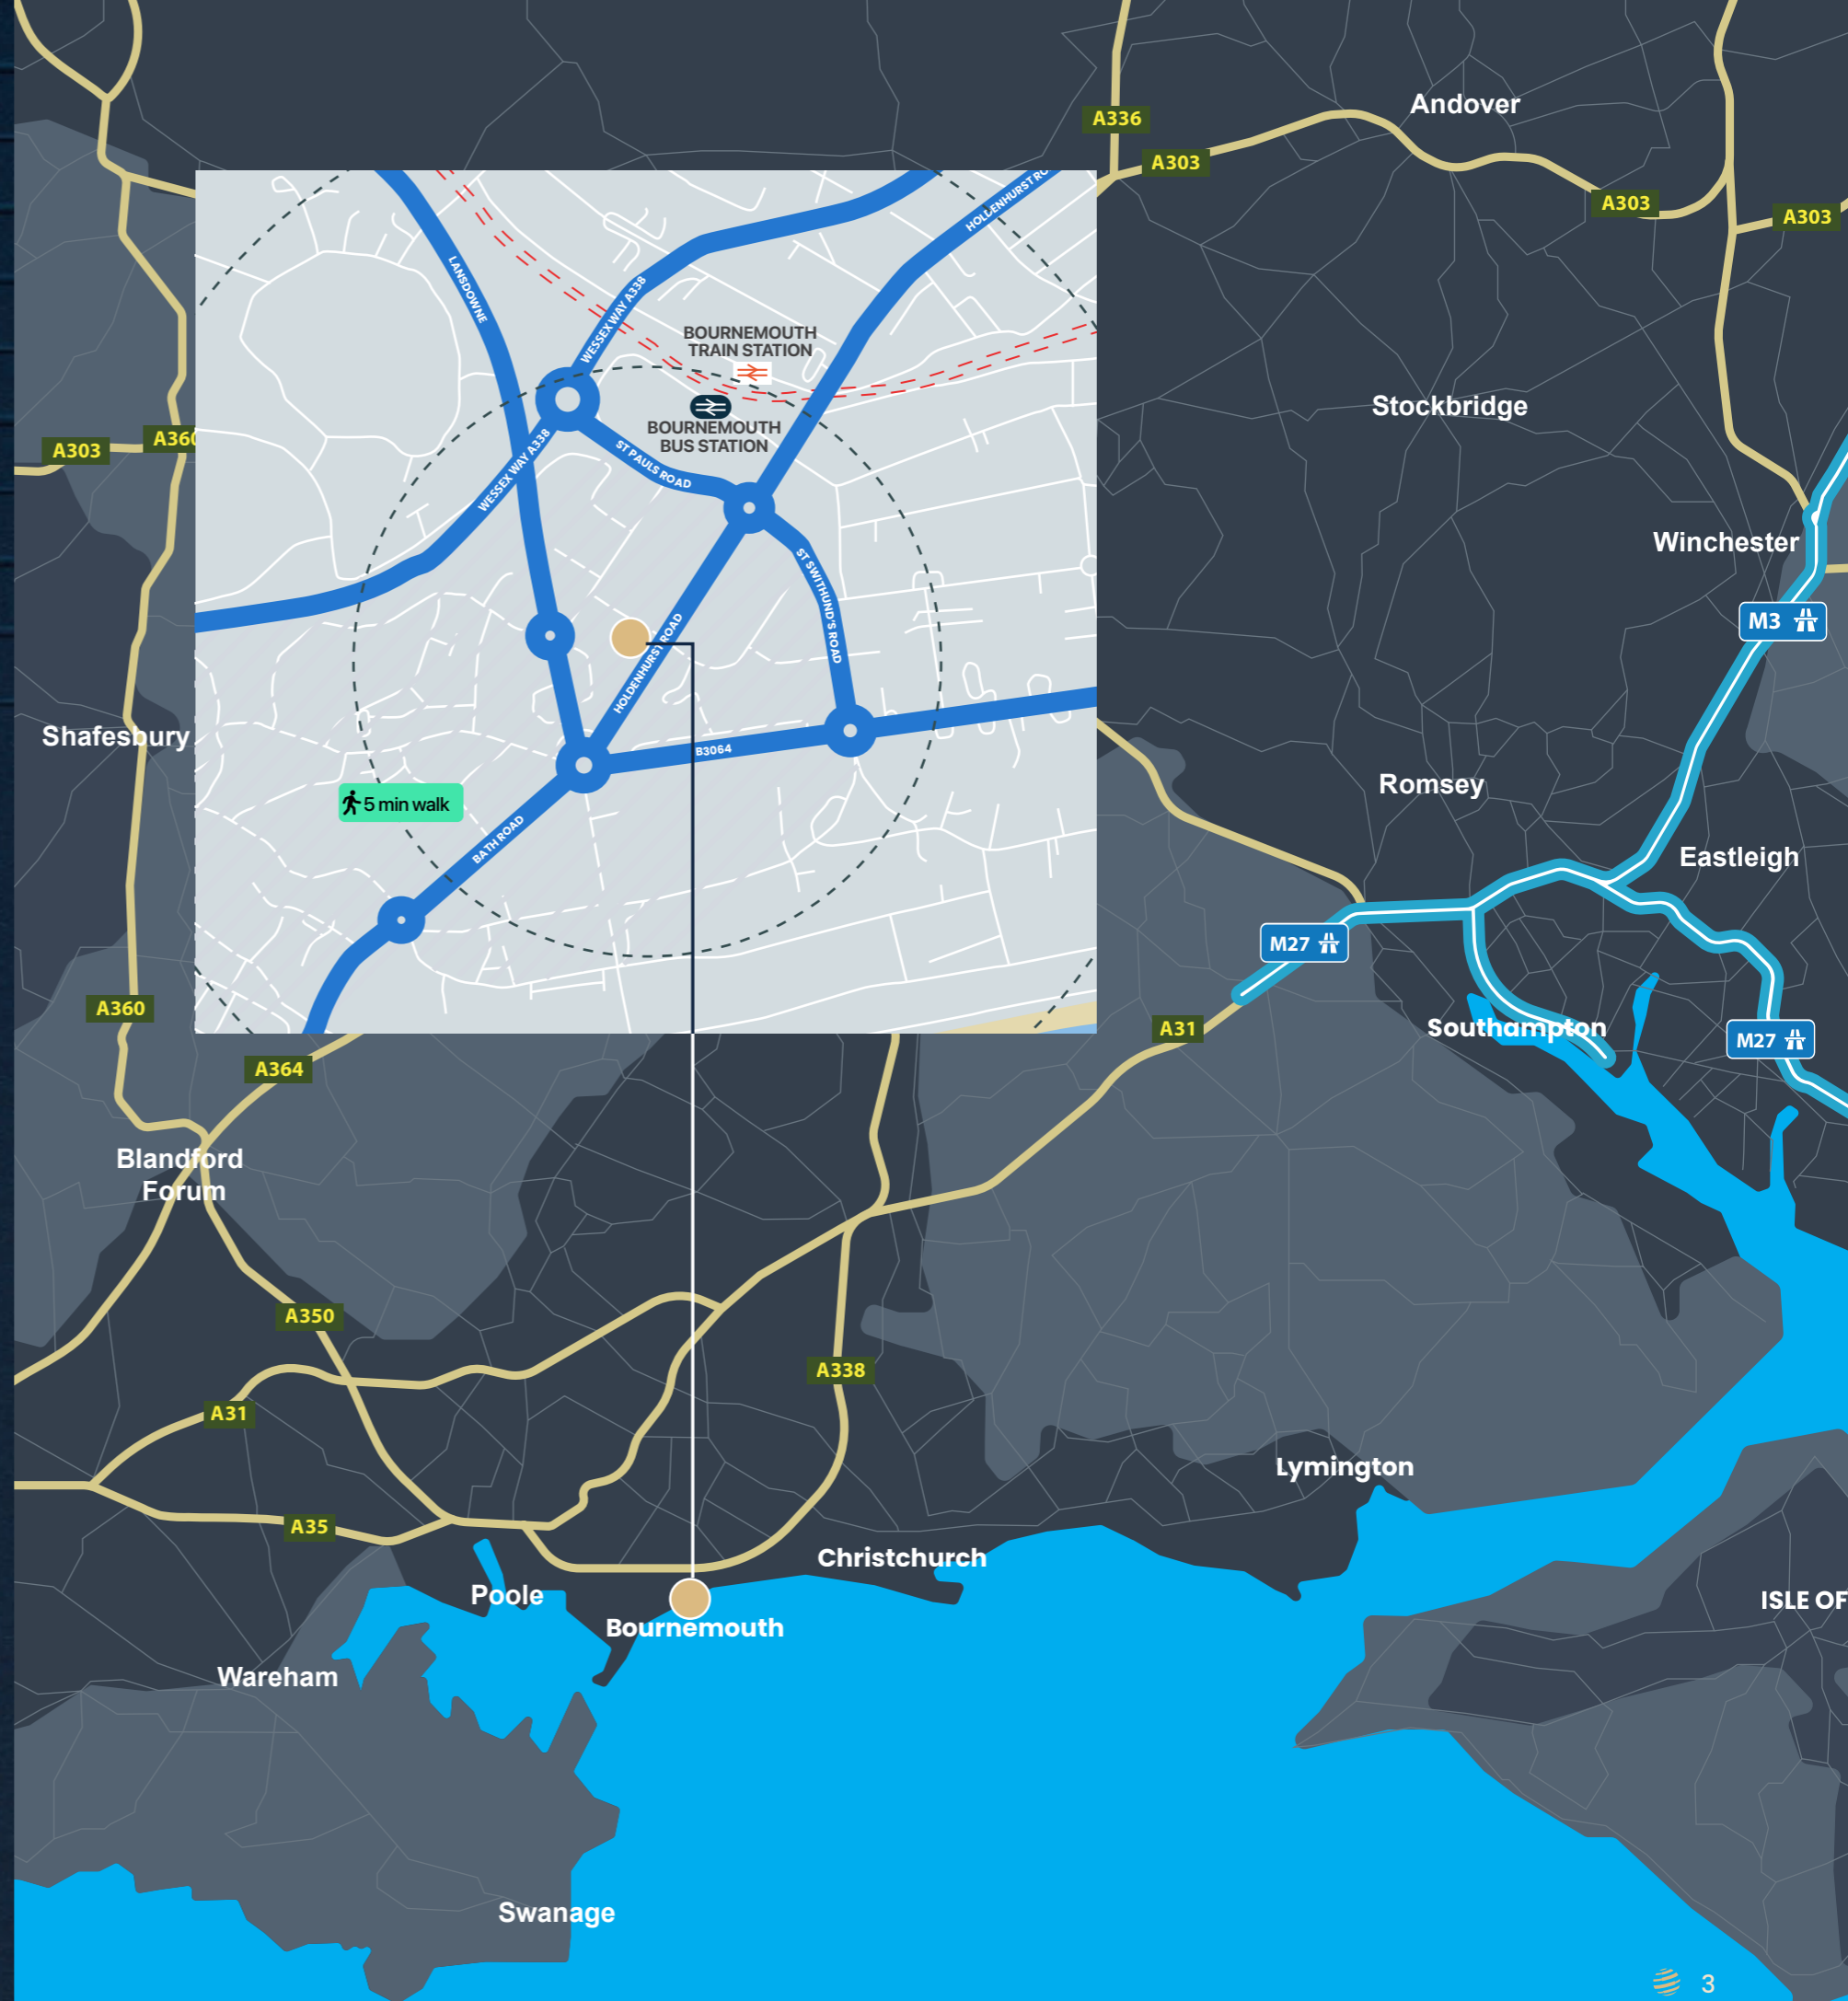 A336
Andover
A303
A303
A303
HOLDENHURST RO
LANSDOWNE
WESSEX WAY A338
BOURNEMOUTH
TRAIN STATION
Stockbridge
BOURNEMOUTH
BUS STATION
A303
A360
WESSEX WAY A338
ST PAULS ROAD
Winchester
ST SWITHUND'S ROAD
M3
HOLDENHURST ROAD
Shafesbury
B3064
Romsey
5 min walk
BATH ROAD
Eastleigh
M27
A360
A31
Southampton
M27
A364
Blandford
Forum
A350
A338
A31
Lymington
A35
Christchurch
Poole
ISLE OF
Bournemouth
Wareham
Swanage
3